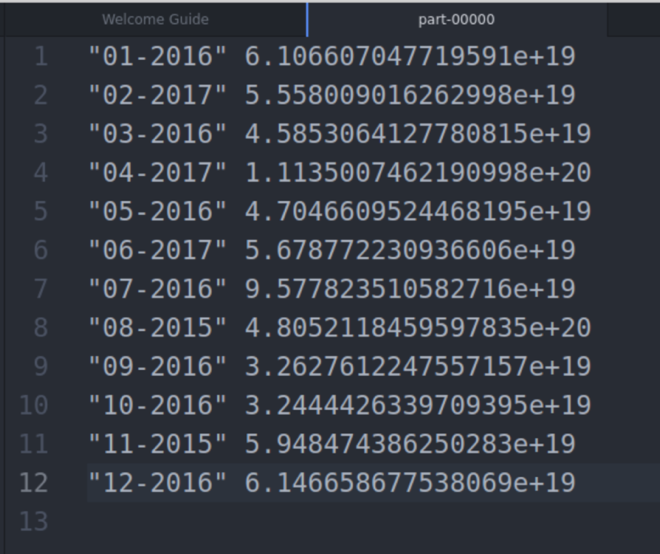 Welcome Guide part-00000
1 "01-2016" 6.106607047719591e+19
2 "02-2017" 5.558009016262998e+19
3 "03-2016" 4.5853064127780815e+19
4 "04-2017" 1.1135007462190998e+20
5 "05-2016" 4.7046609524468195e+19
6 "06-2017" 5.678772230936606e+19
7 "07-2016" 9.577823510582716e+19
8 "08-2015" 4.8052118459597835e+20
9 "09-2016" 3.2627612247557157e+19
10 "10-2016" 3.2444426339709395e+19
11 "11-2015" 5.948474386250283e+19
12 "12-2016" 6.146658677538069e+19
13